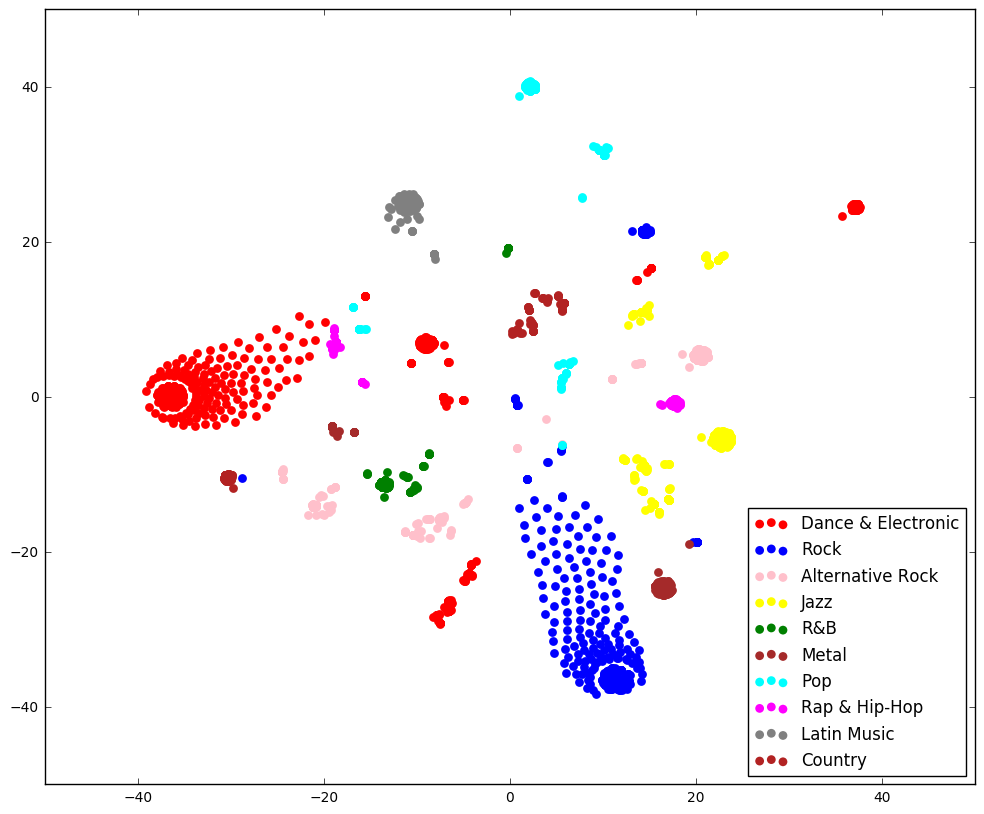 40
20
0
−20
−40
−40
−20
0
20
40
Dance & Electronic
Rock
Alternative Rock
Jazz
R&B
Metal
Pop
Rap & Hip-Hop
Latin Music
Country